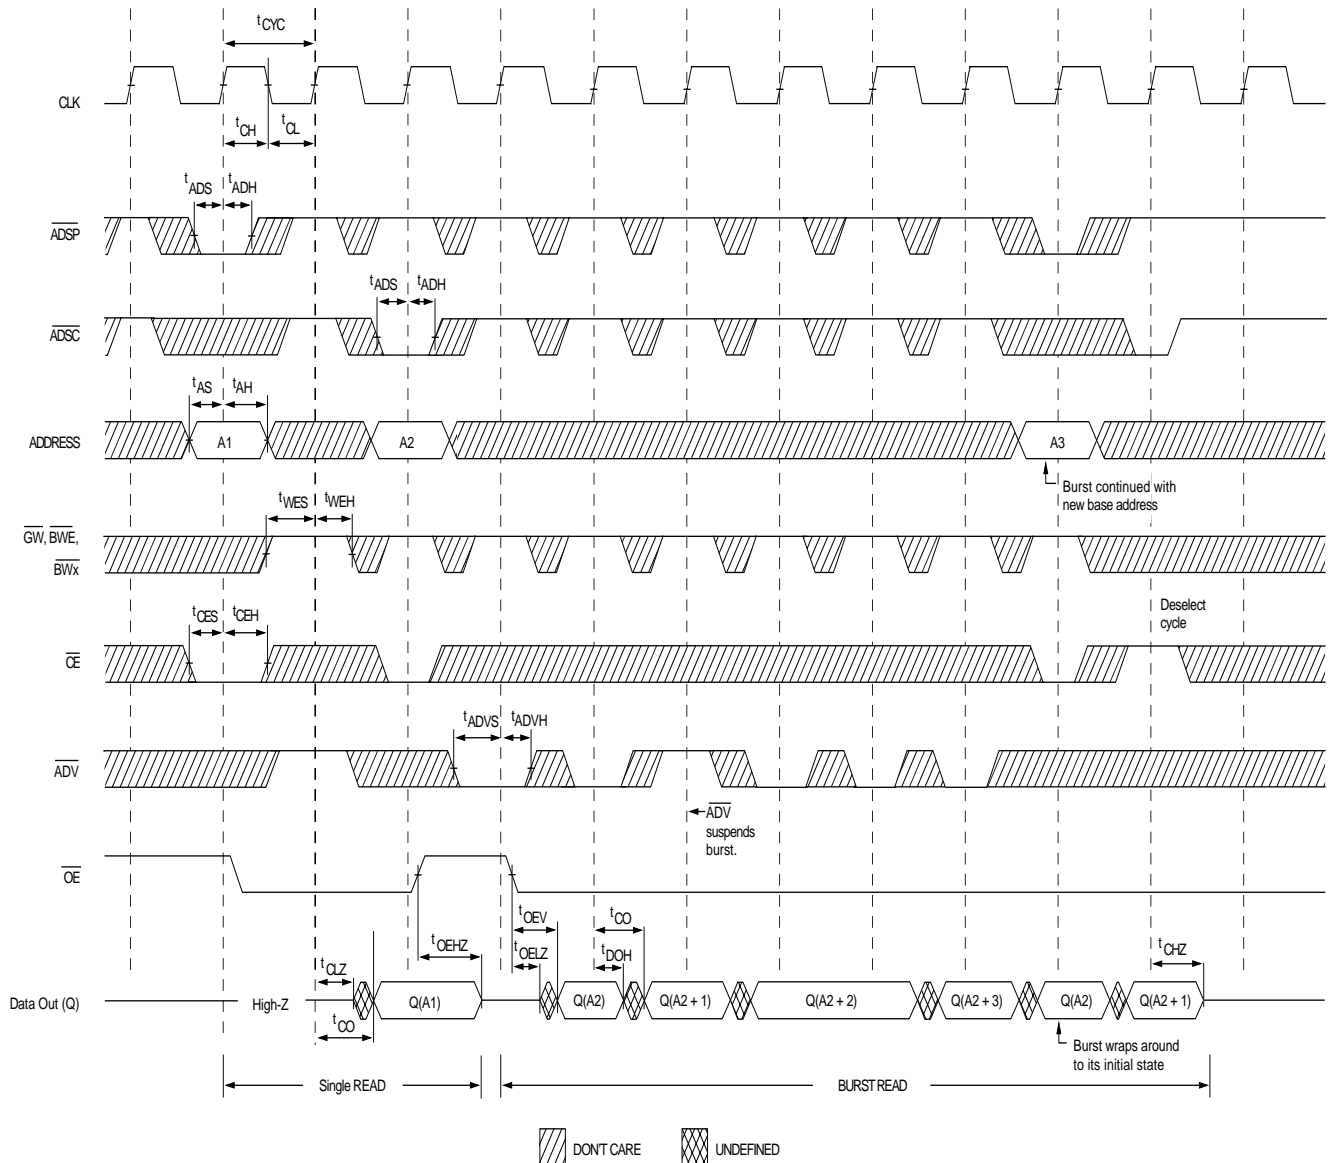 tCYC
CLK
tCH tCL
tADS tADH
ADSP
tADS tADH
ADSC
tAS tAH
ADDRESS A1 A2 A3
Burst continued with
new base address
tWES tWEH
GW, BWE,
BWx
tCES tCEH
Deselect
cycle
CE
tADVS tADVH
ADV
ADV
suspends
burst.
OE
tOEV tCO
tOEHZ tOELZ tDOH tCHZ
tCLZ
Data Out (Q) High-Z Q(A1) Q(A2) Q(A2 + 1) Q(A2 + 2) Q(A2 + 3) Q(A2) Q(A2 + 1)
tCO
Burst wraps around
to its initial state
Single READ BURST READ
DON'T CARE UNDEFINED